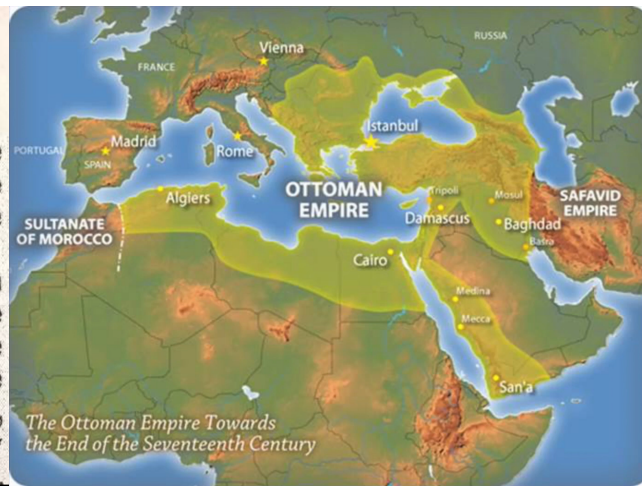 RUSSIA
Vienna
FRANCE
Istanbul
PORTUGAL
Madrid
SPAIN
Rome
OTTOMAN
EMPIRE
Algiers
Tripoli
Mosul
SAFAVID
EMPIRE
Damascus
Baghdad
SULTANATE
OF MOROCCO
Basra
Cairo
Medina
Mecca
San'a
The Ottoman Empire Towards
the End of the Seventeenth Century